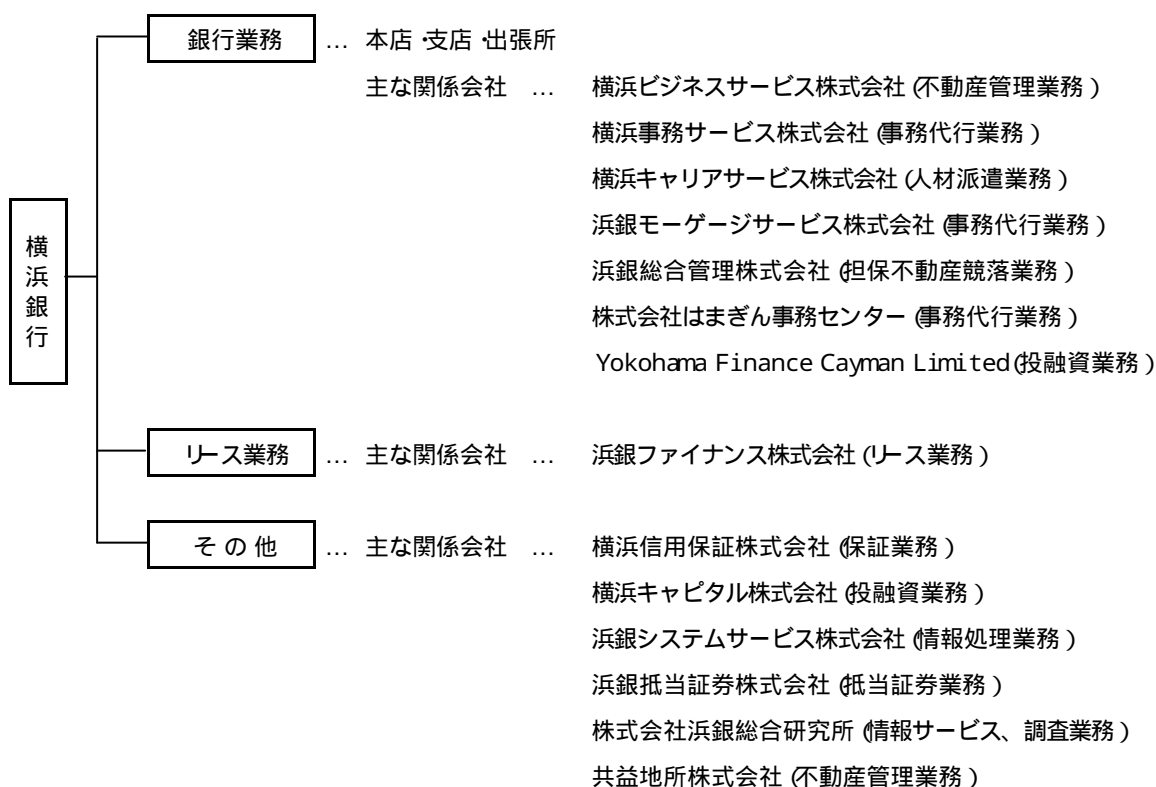 銀行業務 … 本店・支店・出張所
主な関係会社 … 横浜ビジネスサービス株式会社(不動産管理業務)
横浜事務サービス株式会社(事務代行業務)
横浜キャリアサービス株式会社(人材派遣業務)
浜銀モーゲージサービス株式会社(事務代行業務)
浜銀総合管理株式会社(担保不動産競落業務)
株式会社はまぎん事務センター(事務代行業務)
Yokohama Finance Cayman Limited(投融資業務)
横浜銀行
リース業務 … 主な関係会社 … 浜銀ファイナンス株式会社(リース業務)
その他 … 主な関係会社 … 横浜信用保証株式会社(保証業務)
横浜キャピタル株式会社(投融資業務)
浜銀システムサービス株式会社(情報処理業務)
浜銀抵当証券株式会社(抵当証券業務)
株式会社浜銀総合研究所(情報サービス、調査業務)
共益地所株式会社(不動産管理業務)